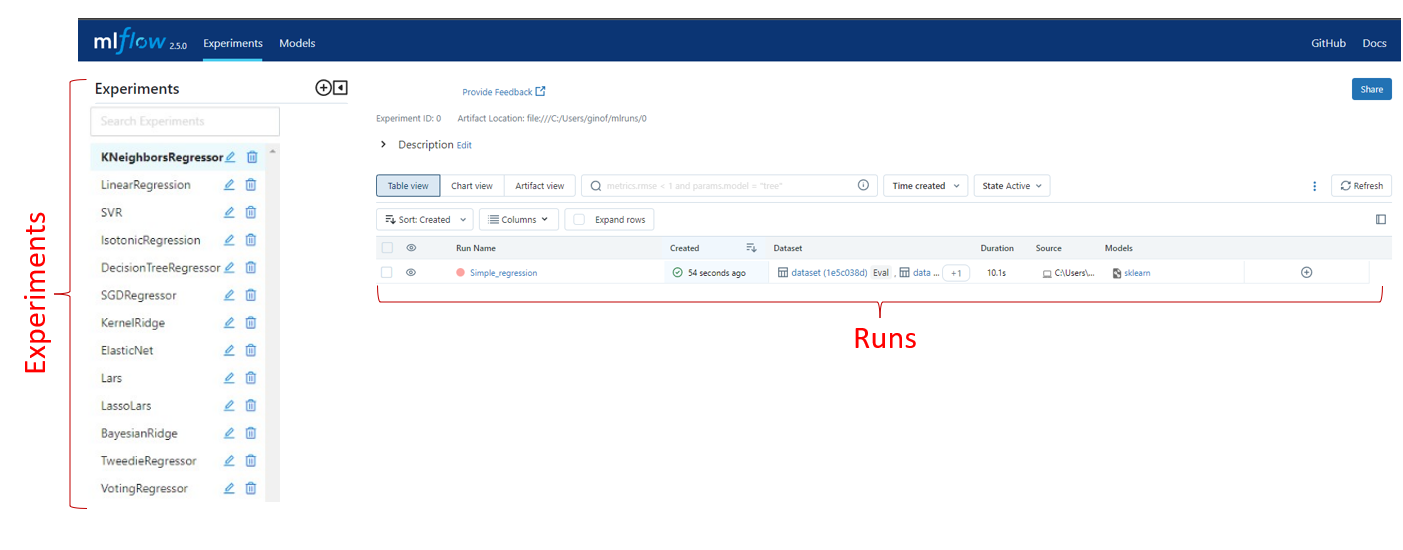 mlflow 2.5.0 Experiments Models GitHub Docs
Experiments
Provide Feedback
Share
Search Experiments
Experiment ID: 0 Artifact Location: file:///C:/Users/ginof/mlruns/0
Description Edit
KNeighborsRegressor
LinearRegression
SVR
IsotonicRegression
DecisionTreeRegressor
SGDRegressor
KernelRidge
ElasticNet
Lars
LassoLars
BayesianRidge
TweedieRegressor
VotingRegressor
Table view Chart view Artifact view metrics.rmse < 1 and params.model = "tree" Time created State Active Refresh
Sort: Created Columns Expand rows
Run Name Created Dataset Duration Source Models
Simple_regression 54 seconds ago dataset (1e5c038d) Eval , data ... +1 10.1s C:\Users\... sklearn
Experiments
Runs